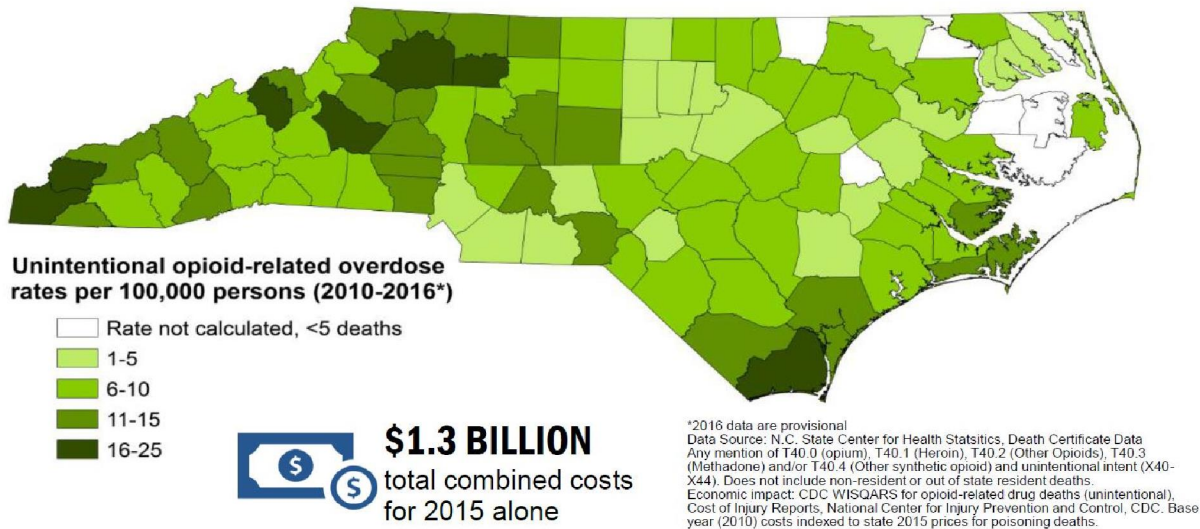 Unintentional opioid-related overdose
rates per 100,000 persons (2010-2016*)
Rate not calculated, <5 deaths
1-5
6-10
11-15
16-25
$1.3 BILLION
total combined costs
for 2015 alone
*2016 data are provisional
Data Source: N.C. State Center for Health Statsitics, Death Certificate Data
Any mention of T40.0 (opium), T40.1 (Heroin), T40.2 (Other Opioids), T40.3
(Methadone) and/or T40.4 (Other synthetic opioid) and unintentional intent (X40-
X44). Does not include non-resident or out of state resident deaths.
Economic impact: CDC WISQARS for opioid-related drug deaths (unintentional),
Cost of Injury Reports, National Center for Injury Prevention and Control, CDC. Base
year (2010) costs indexed to state 2015 prices for poisoning deaths.